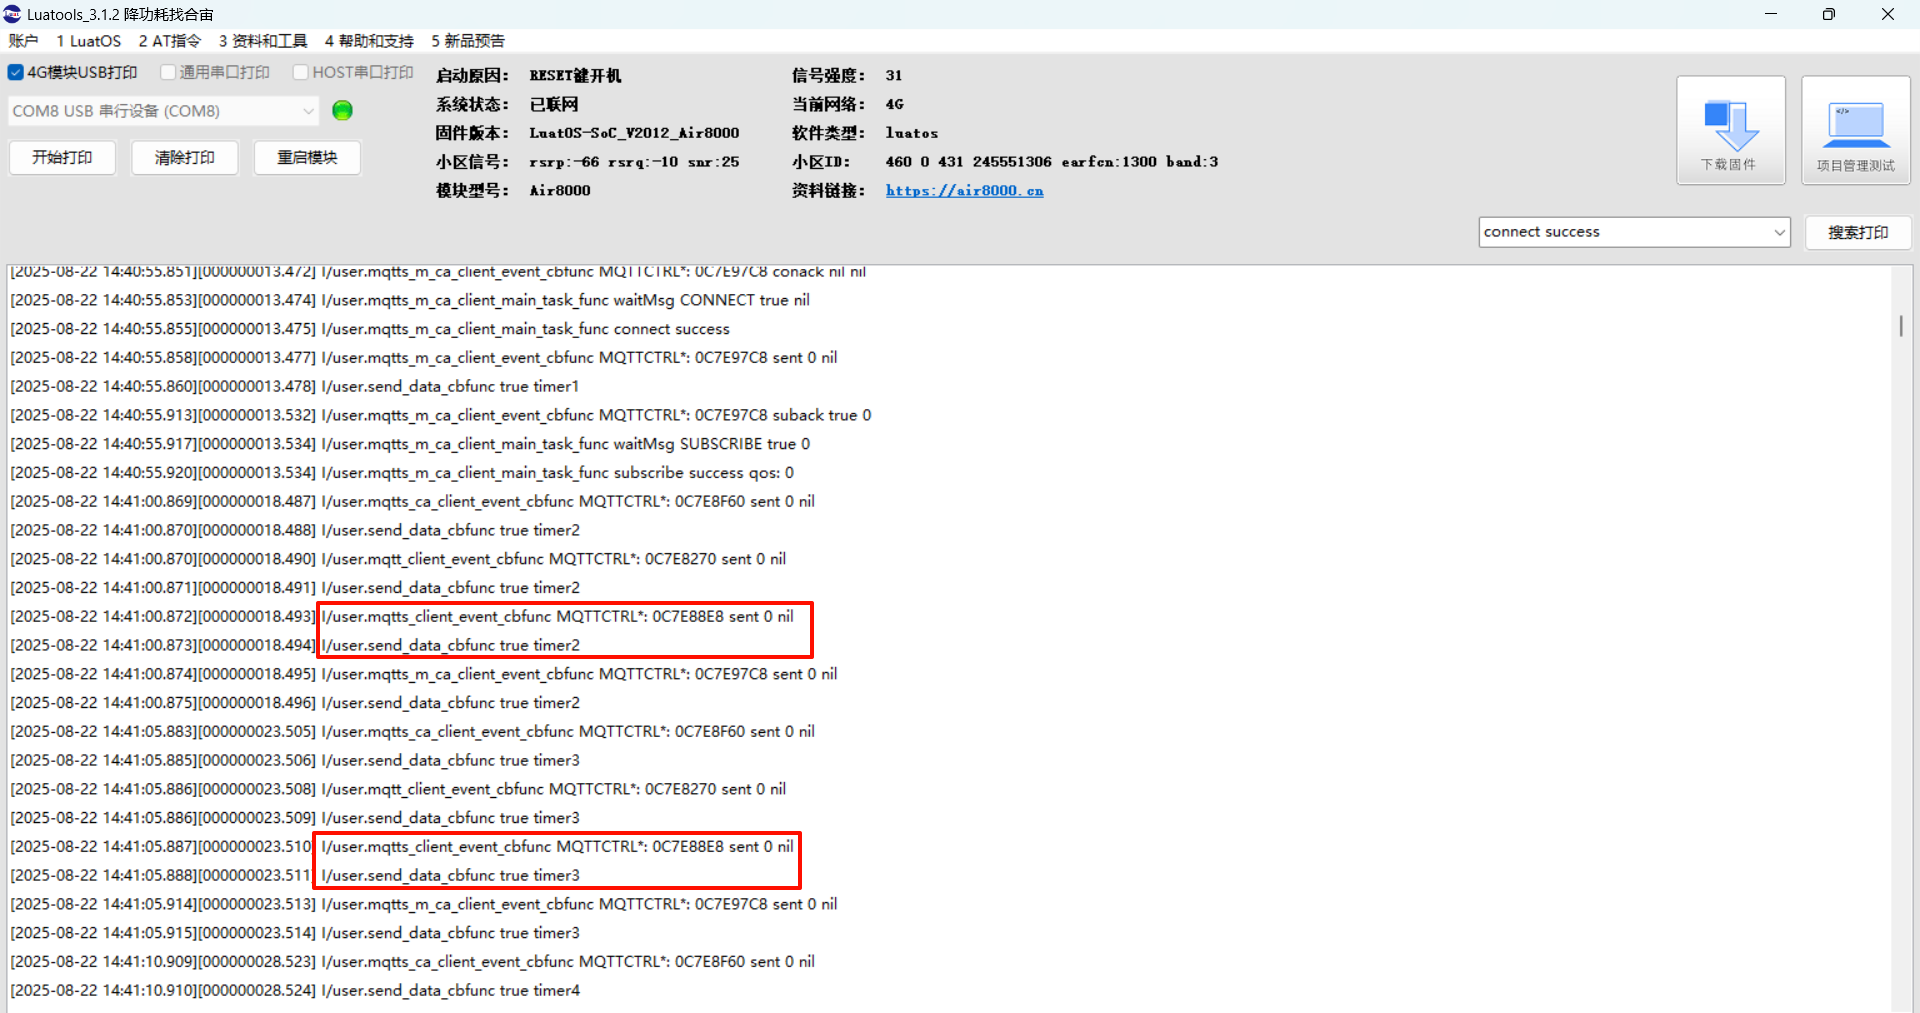 Luatools_3.1.2 降功耗找合宙
账户 1 LuatOS 2 AT指令 3 资料和工具 4 帮助和支持 5 新品预告
4G模块USB打印 通用串口打印 HOST串口打印
COM8 USB 串行设备 (COM8)
开始打印 清除打印 重启模块
启动原因: RESET键开机 信号强度: 31
系统状态: 已联网 当前网络: 4G
固件版本: LuatOS-SoC_V2012_Air8000 软件类型: luatos
小区信号: rsrp:-66 rsrq:-10 snr:25 小区ID: 460 0 431 245551306 earfcn:1300 band:3
模块型号: Air8000 资料链接: https://air8000.cn
下载固件 项目管理测试
connect success 搜索打印
[2025-08-22 14:40:55.851][000000013.472] I/user.mqtts_m_ca_client_event_cbfunc MQTTCTRL*: 0C7E97C8 conack nil nil
[2025-08-22 14:40:55.853][000000013.474] I/user.mqtts_m_ca_client_main_task_func waitMsg CONNECT true nil
[2025-08-22 14:40:55.855][000000013.475] I/user.mqtts_m_ca_client_main_task_func connect success
[2025-08-22 14:40:55.858][000000013.477] I/user.mqtts_m_ca_client_event_cbfunc MQTTCTRL*: 0C7E97C8 sent 0 nil
[2025-08-22 14:40:55.860][000000013.478] I/user.send_data_cbfunc true timer1
[2025-08-22 14:40:55.913][000000013.532] I/user.mqtts_m_ca_client_event_cbfunc MQTTCTRL*: 0C7E97C8 suback true 0
[2025-08-22 14:40:55.917][000000013.534] I/user.mqtts_m_ca_client_main_task_func waitMsg SUBSCRIBE true 0
[2025-08-22 14:40:55.920][000000013.534] I/user.mqtts_m_ca_client_main_task_func subscribe success qos: 0
[2025-08-22 14:41:00.869][000000018.487] I/user.mqtts_ca_client_event_cbfunc MQTTCTRL*: 0C7E8F60 sent 0 nil
[2025-08-22 14:41:00.870][000000018.488] I/user.send_data_cbfunc true timer2
[2025-08-22 14:41:00.870][000000018.490] I/user.mqtt_client_event_cbfunc MQTTCTRL*: 0C7E8270 sent 0 nil
[2025-08-22 14:41:00.871][000000018.491] I/user.send_data_cbfunc true timer2
[2025-08-22 14:41:00.872][000000018.493] I/user.mqtts_client_event_cbfunc MQTTCTRL*: 0C7E88E8 sent 0 nil
[2025-08-22 14:41:00.873][000000018.494] I/user.send_data_cbfunc true timer2
[2025-08-22 14:41:00.874][000000018.495] I/user.mqtts_m_ca_client_event_cbfunc MQTTCTRL*: 0C7E97C8 sent 0 nil
[2025-08-22 14:41:00.875][000000018.496] I/user.send_data_cbfunc true timer2
[2025-08-22 14:41:05.883][000000023.505] I/user.mqtts_ca_client_event_cbfunc MQTTCTRL*: 0C7E8F60 sent 0 nil
[2025-08-22 14:41:05.885][000000023.506] I/user.send_data_cbfunc true timer3
[2025-08-22 14:41:05.886][000000023.508] I/user.mqtt_client_event_cbfunc MQTTCTRL*: 0C7E8270 sent 0 nil
[2025-08-22 14:41:05.886][000000023.509] I/user.send_data_cbfunc true timer3
[2025-08-22 14:41:05.887][000000023.510 I/user.mqtts_client_event_cbfunc MQTTCTRL*: 0C7E88E8 sent 0 nil
[2025-08-22 14:41:05.888][000000023.511 I/user.send_data_cbfunc true timer3
[2025-08-22 14:41:05.914][000000023.513] I/user.mqtts_m_ca_client_event_cbfunc MQTTCTRL*: 0C7E97C8 sent 0 nil
[2025-08-22 14:41:05.915][000000023.514] I/user.send_data_cbfunc true timer3
[2025-08-22 14:41:10.909][000000028.523] I/user.mqtts_ca_client_event_cbfunc MQTTCTRL*: 0C7E8F60 sent 0 nil
[2025-08-22 14:41:10.910][000000028.524] I/user.send_data_cbfunc true timer4